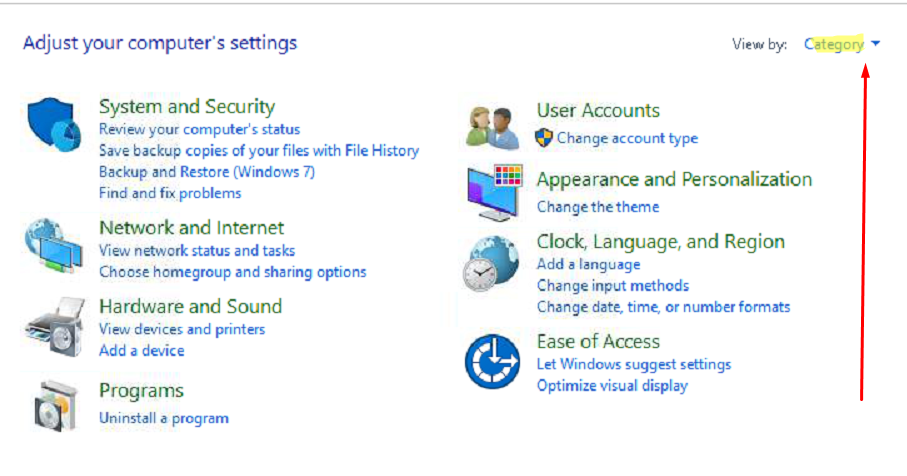 Adjust your computer's settings
View by: Category
System and Security
Review your computer's status
Save backup copies of your files with File History
Backup and Restore (Windows 7)
Find and fix problems
Network and Internet
View network status and tasks
Choose homegroup and sharing options
Hardware and Sound
View devices and printers
Add a device
Programs
Uninstall a program
User Accounts
Change account type
Appearance and Personalization
Change the theme
Clock, Language, and Region
Add a language
Change input methods
Change date, time, or number formats
Ease of Access
Let Windows suggest settings
Optimize visual display